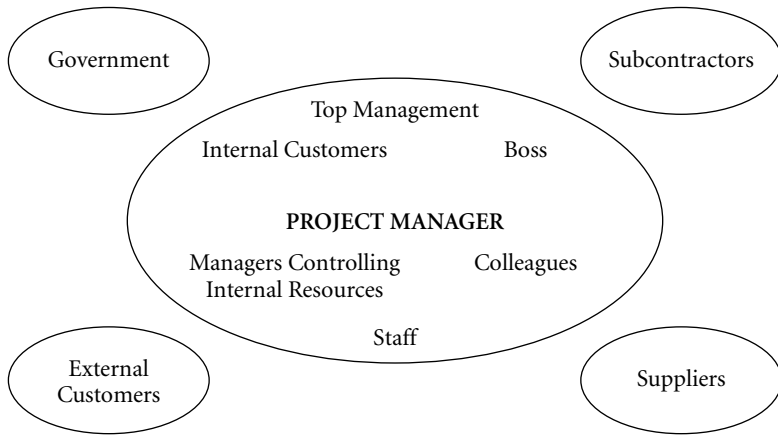 Government
Subcontractors
Top Management
Internal Customers
Boss
PROJECT MANAGER
Managers Controlling
Internal Resources
Colleagues
Staff
External
Customers
Suppliers